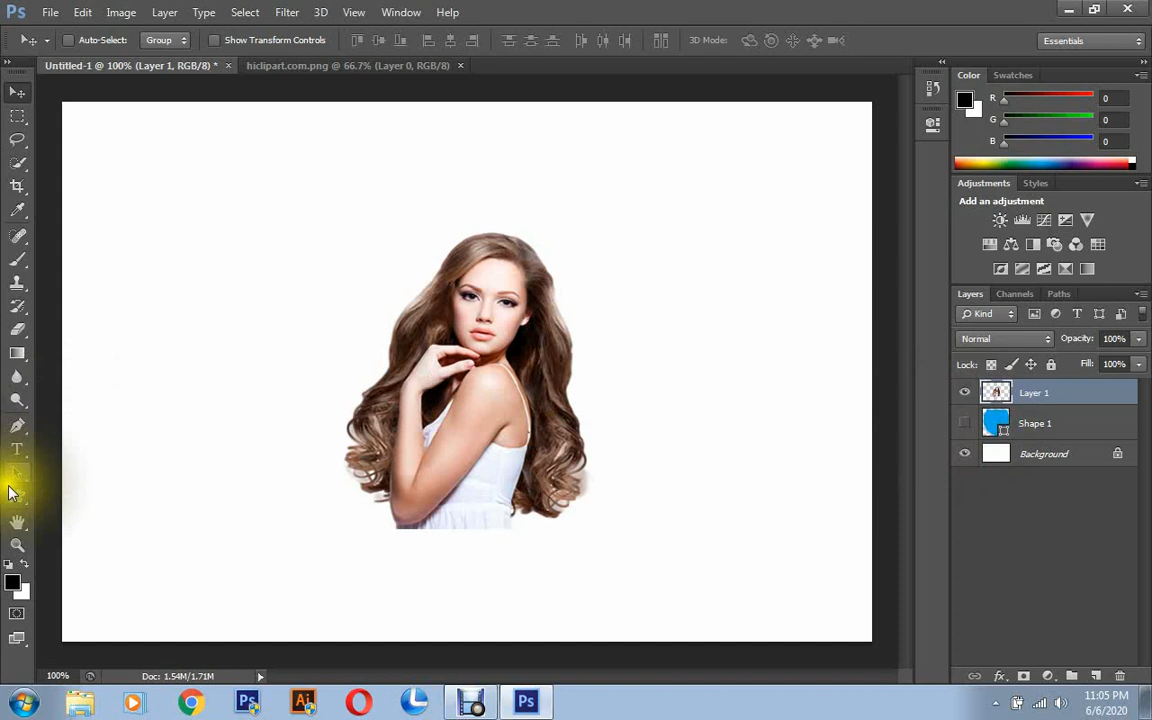 Ps File Edit Image Layer Type Select Filter 3D View Window Help
Auto-Select: Group Show Transform Controls 3D Mode: Essentials
Untitled-1 @ 100% (Layer 1, RGB/8) * × hiclipart.com.png @ 66.7% (Layer 0, RGB/8) ×
Color Swatches
R 0
G 0
B 0
Adjustments Styles
Add an adjustment
Layers Channels Paths
Kind
Normal Opacity: 100%
Lock: Fill: 100%
Layer 1
Shape 1
Background
100% Doc: 1.54M/1.71M
Ps Ai Ps
11:05 PM
6/6/2020